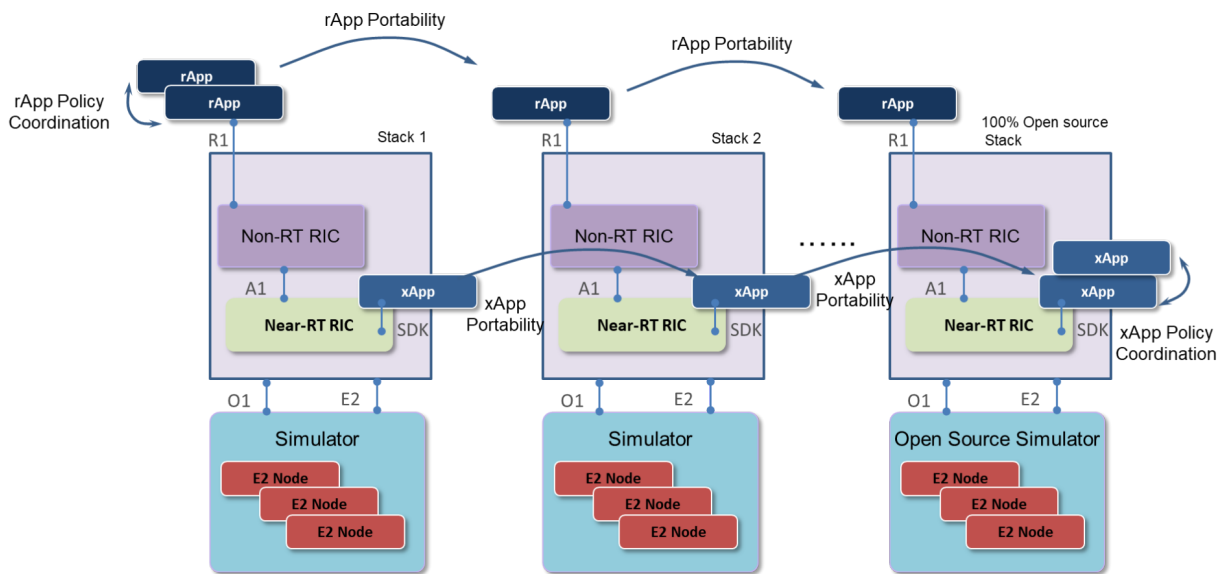 rApp Portability
rApp Portability
rApp
rApp
rApp Policy
Coordination
rApp
rApp
R1
Stack 1
R1
Stack 2
R1
100% Open source
Stack
Non-RT RIC
Non-RT RIC
......
Non-RT RIC
xApp
A1
xApp
xApp
Portability
A1
xApp
xApp
Portability
A1
xApp
Near-RT RIC
SDK
Near-RT RIC
SDK
Near-RT RIC
SDK
xApp Policy
Coordination
O1
E2
O1
E2
O1
E2
Simulator
Simulator
Open Source Simulator
E2 Node
E2 Node
E2 Node
E2 Node
E2 Node
E2 Node
E2 Node
E2 Node
E2 Node